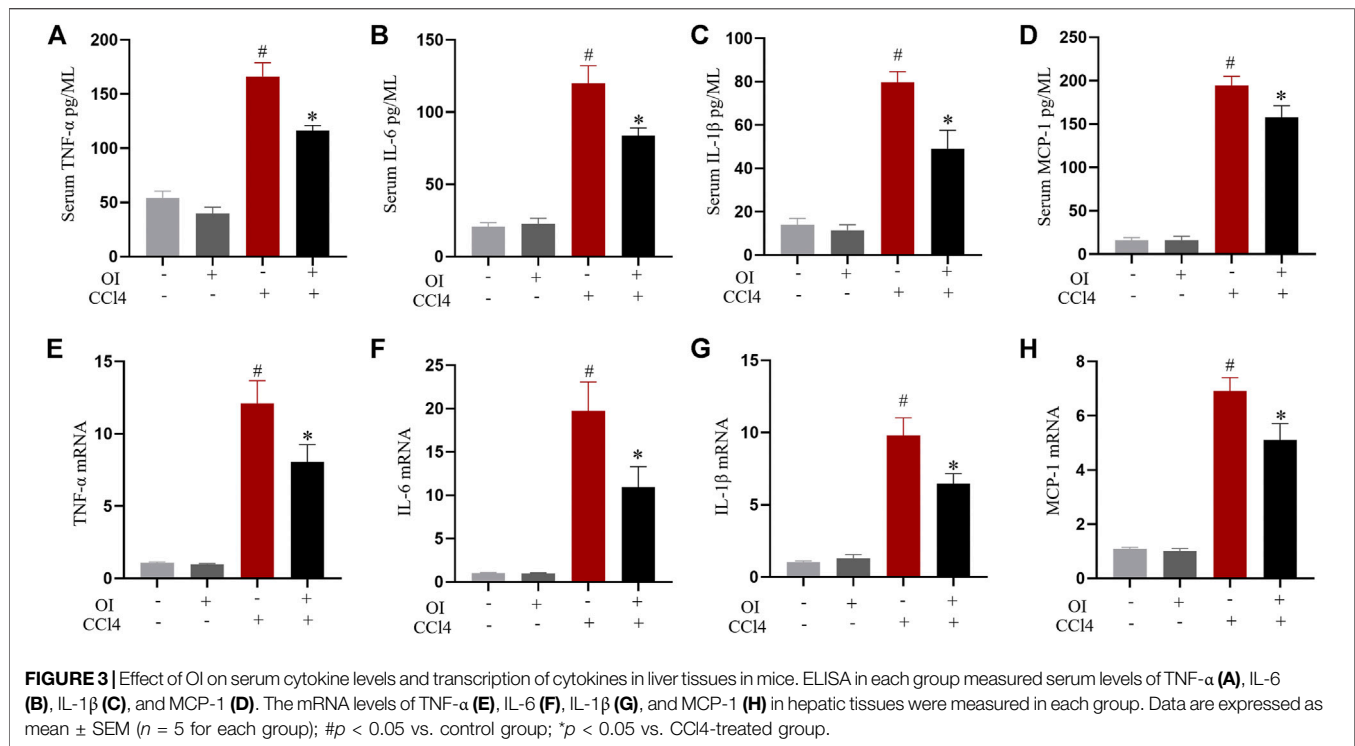 A
Serum TNF-α pg/ML
200
150
100
50
0
#
*
OI - + - +
CCl4 - - + +
B
Serum IL-6 pg/ML
150
100
50
0
#
*
OI - + - +
CCl4 - - + +
C
Serum IL-1β pg/ML
80
60
40
20
0
#
*
OI - + - +
CCl4 - - + +
D
Serum MCP-1 pg/ML
250
200
150
100
50
0
#
*
OI - + - +
CCl4 - - + +
E
TNF-α mRNA
15
10
5
0
#
*
OI - + - +
CCl4 - - + +
F
IL-6 mRNA
25
20
15
10
5
0
#
*
OI - + - +
CCl4 - - + +
G
IL-1β mRNA
15
10
5
0
#
*
OI - + - +
CCl4 - - + +
H
MCP-1 mRNA
8
6
4
2
0
#
*
OI - + - +
CCl4 - - + +
FIGURE 3 | Effect of OI on serum cytokine levels and transcription of cytokines in liver tissues in mice. ELISA in each group measured serum levels of TNF-α (A), IL-6
(B), IL-1β (C), and MCP-1 (D). The mRNA levels of TNF-α (E), IL-6 (F), IL-1β (G), and MCP-1 (H) in hepatic tissues were measured in each group. Data are expressed as
mean ± SEM (n = 5 for each group); #p < 0.05 vs. control group; *p < 0.05 vs. CCl4-treated group.